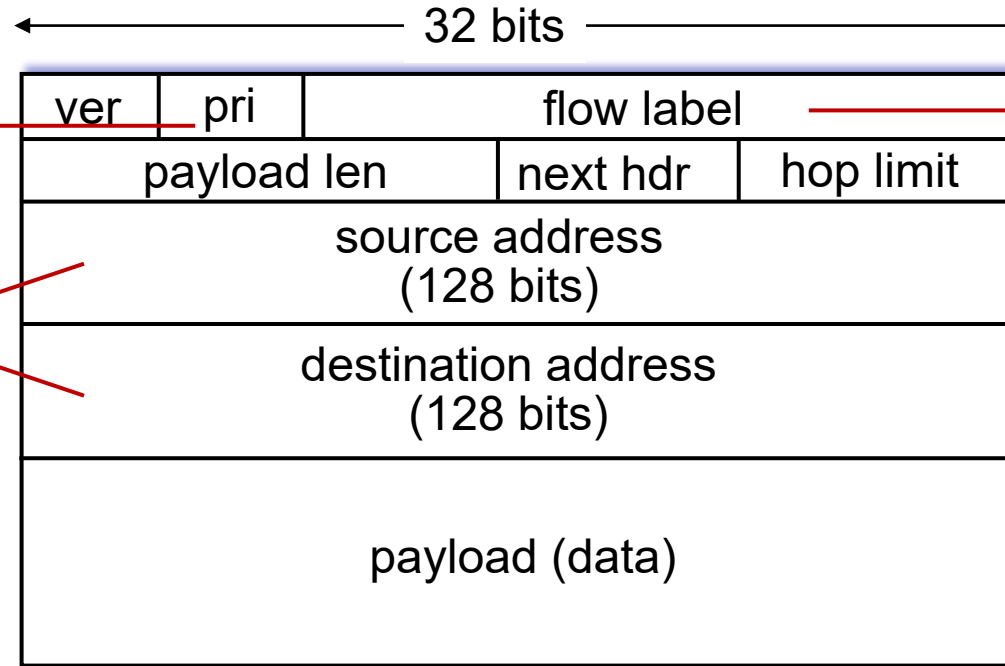 32 bits
ver pri flow label
payload len next hdr hop limit
source address
(128 bits)
destination address
(128 bits)
payload (data)